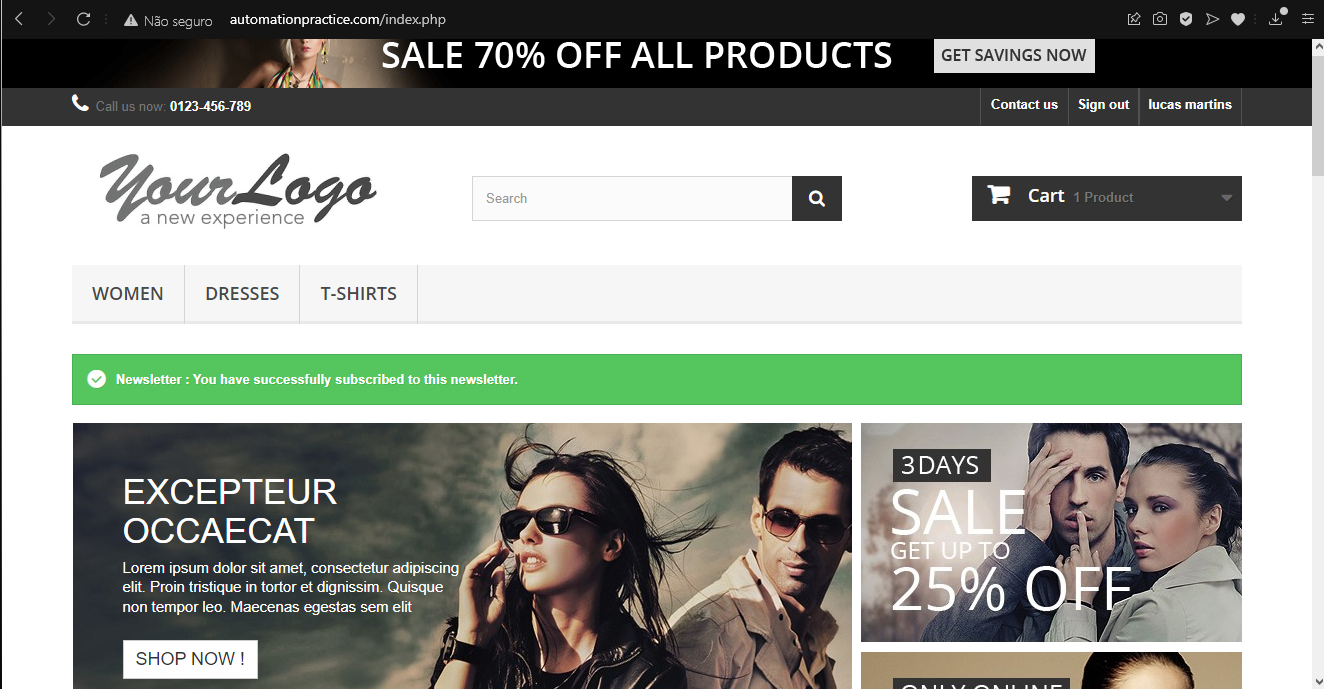 Não seguro automationpractice.com/index.php
SALE 70% OFF ALL PRODUCTS GET SAVINGS NOW
Call us now: 0123-456-789 Contact us Sign out lucas martins
YourLogo
a new experience
Search
Cart 1 Product
WOMEN DRESSES T-SHIRTS
Newsletter : You have successfully subscribed to this newsletter.
EXCEPTEUR
OCCAECAT
Lorem ipsum dolor sit amet, consectetur adipiscing
elit. Proin tristique in tortor et dignissim. Quisque
non tempor leo. Maecenas egestas sem elit
SHOP NOW !
3 DAYS
SALE
GET UP TO
25% OFF
ONLY ONLINE